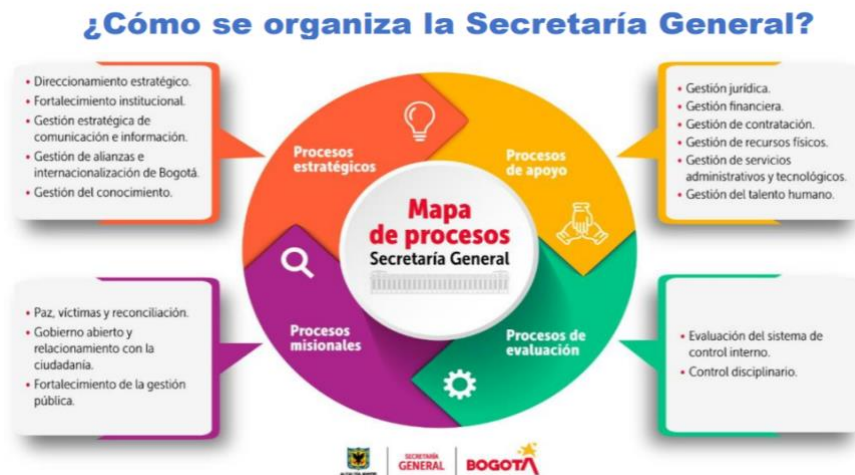 ¿Cómo se organiza la Secretaría General?
• Direccionamiento estratégico.
• Fortalecimiento institucional.
• Gestión estratégica de
comunicación e información.
• Gestión de alianzas e
internacionalización de Bogotá.
• Gestión del conocimiento.
Procesos
estratégicos
Procesos
de apoyo
• Gestión jurídica.
• Gestión financiera.
• Gestión de contratación.
• Gestión de recursos físicos.
• Gestión de servicios
administrativos y tecnológicos.
• Gestión del talento humano.
Mapa
de procesos
Secretaría General
• Paz, víctimas y reconciliación.
• Gobierno abierto y
relacionamiento con la
ciudadanía.
• Fortalecimiento de la gestión
pública.
Procesos
misionales
Procesos de
evaluación
• Evaluación del sistema de
control interno.
• Control disciplinario.
SECRETARÍA
GENERAL
BOGOTÁ